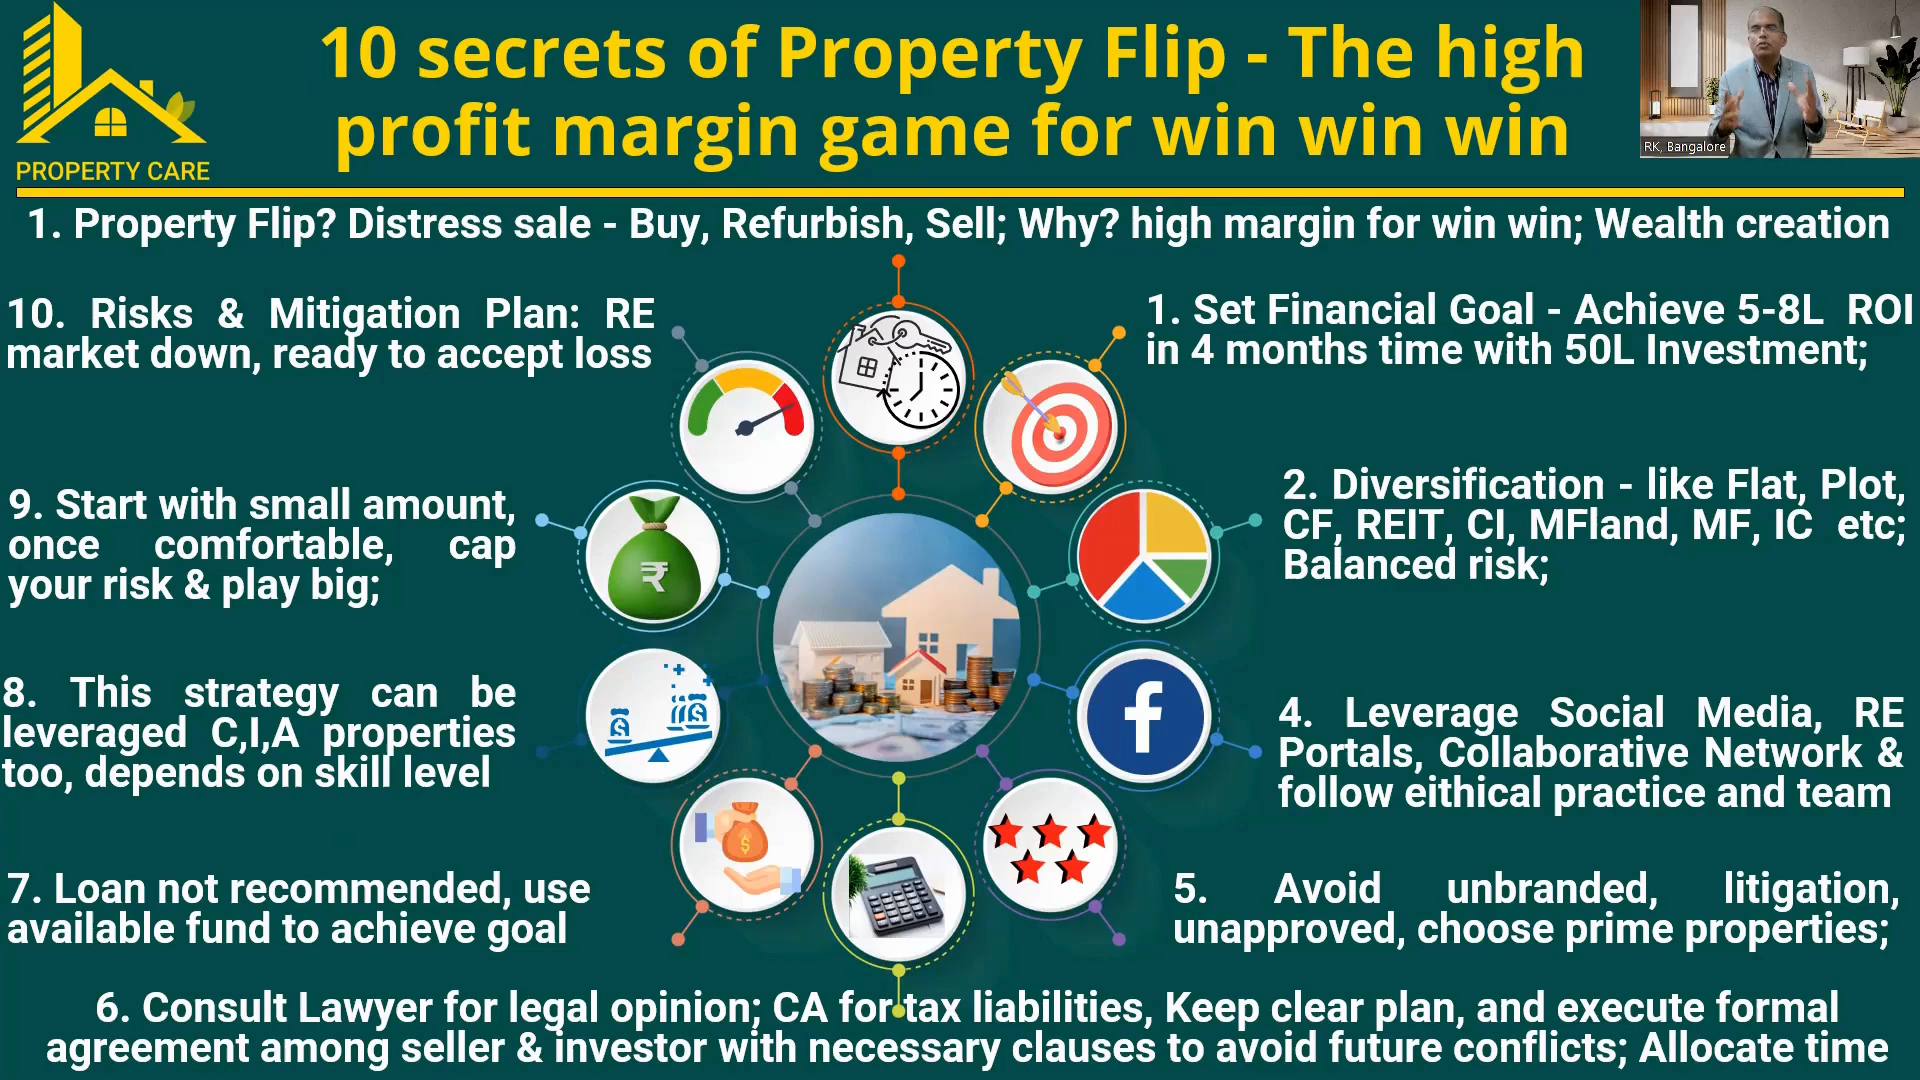 10 secrets of Property Flip - The high
profit margin game for win win win
PROPERTY CARE
RK, Bangalore
1. Property Flip? Distress sale - Buy, Refurbish, Sell; Why? high margin for win win; Wealth creation
1. Set Financial Goal - Achieve 5-8L ROI
in 4 months time with 50L Investment;
2. Diversification - like Flat, Plot,
CF, REIT, CI, MFland, MF, IC etc;
Balanced risk;
4. Leverage Social Media, RE
Portals, Collaborative Network &
follow eithical practice and team
5. Avoid unbranded, litigation,
unapproved, choose prime properties;
6. Consult Lawyer for legal opinion; CA for tax liabilities, Keep clear plan, and execute formal
agreement among seller & investor with necessary clauses to avoid future conflicts; Allocate time
7. Loan not recommended, use
available fund to achieve goal
8. This strategy can be
leveraged C,I,A properties
too, depends on skill level
9. Start with small amount,
once comfortable, cap
your risk & play big;
10. Risks & Mitigation Plan: RE
market down, ready to accept loss